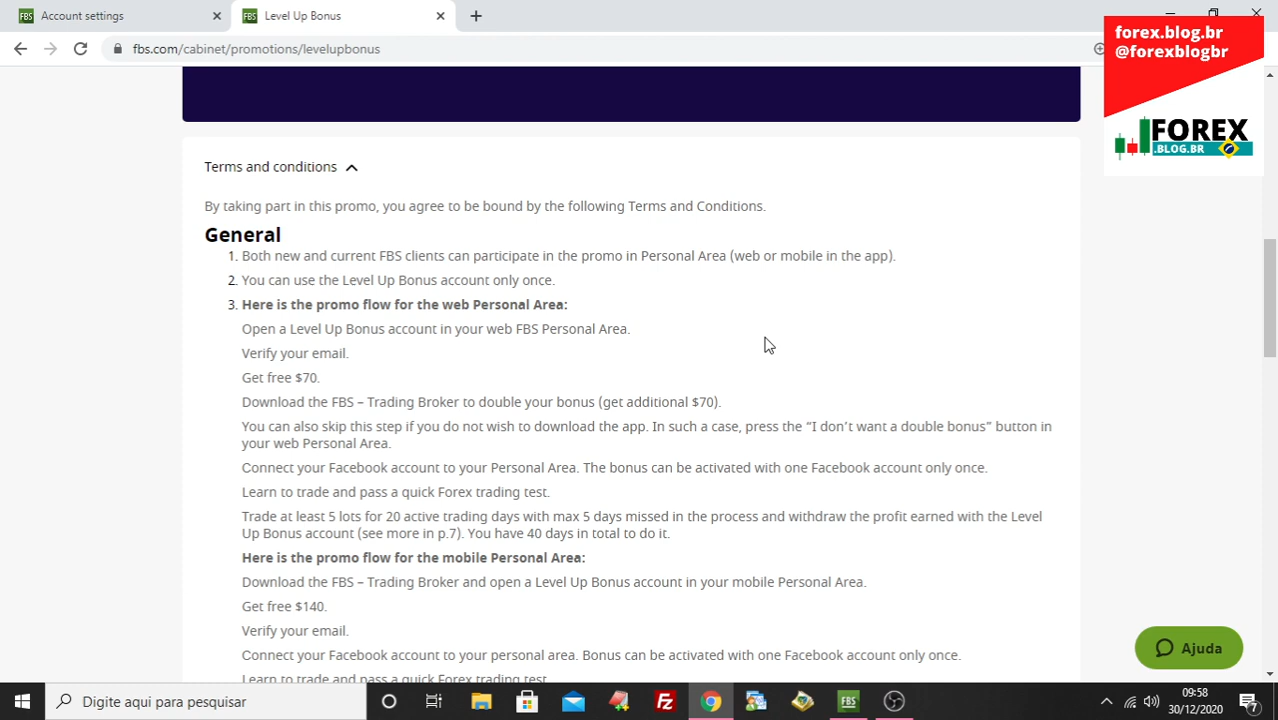 FBS Account settings
FBS Level Up Bonus
fbs.com/cabinet/promotions/levelupbonus
forex.blog.br
@forexblogbr
FOREX
.BLOG.BR
Terms and conditions
By taking part in this promo, you agree to be bound by the following Terms and Conditions.
General
1. Both new and current FBS clients can participate in the promo in Personal Area (web or mobile in the app).
2. You can use the Level Up Bonus account only once.
3. Here is the promo flow for the web Personal Area:
Open a Level Up Bonus account in your web FBS Personal Area.
Verify your email.
Get free $70.
Download the FBS – Trading Broker to double your bonus (get additional $70).
You can also skip this step if you do not wish to download the app. In such a case, press the “I don’t want a double bonus” button in
your web Personal Area.
Connect your Facebook account to your Personal Area. The bonus can be activated with one Facebook account only once.
Learn to trade and pass a quick Forex trading test.
Trade at least 5 lots for 20 active trading days with max 5 days missed in the process and withdraw the profit earned with the Level
Up Bonus account (see more in p.7). You have 40 days in total to do it.
Here is the promo flow for the mobile Personal Area:
Download the FBS – Trading Broker and open a Level Up Bonus account in your mobile Personal Area.
Get free $140.
Verify your email.
Connect your Facebook account to your personal area. Bonus can be activated with one Facebook account only once.
Learn to trade and pass a quick Forex trading test.
Ajuda
Digite aqui para pesquisar
FBS
09:58
30/12/2020
7